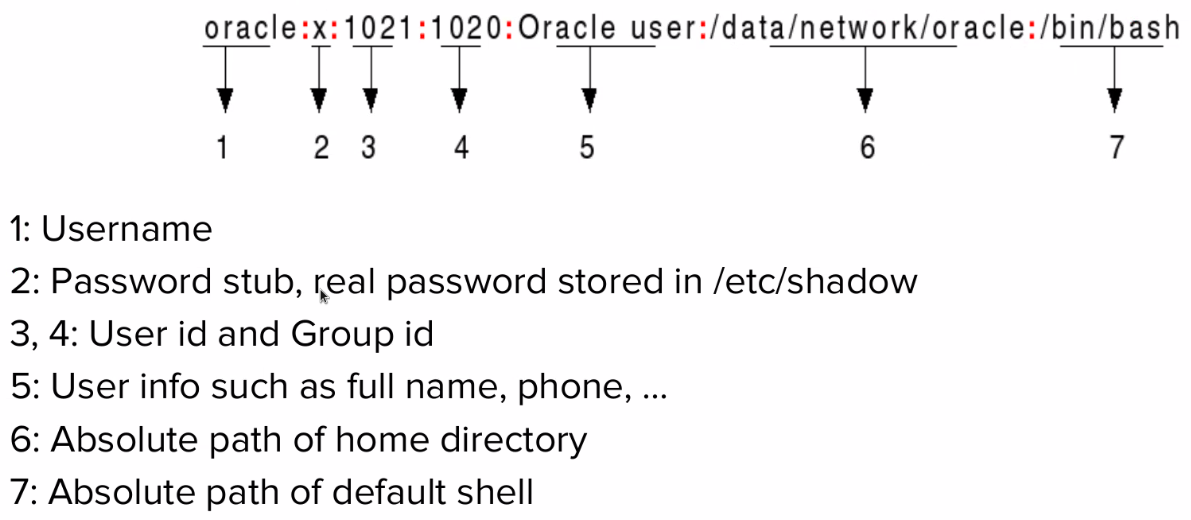 oracle:x:1021:1020:Oracle user:/data/network/oracle:/bin/bash
1 2 3 4 5 6 7
1: Username
2: Password stub, real password stored in /etc/shadow
3, 4: User id and Group id
5: User info such as full name, phone, ...
6: Absolute path of home directory
7: Absolute path of default shell